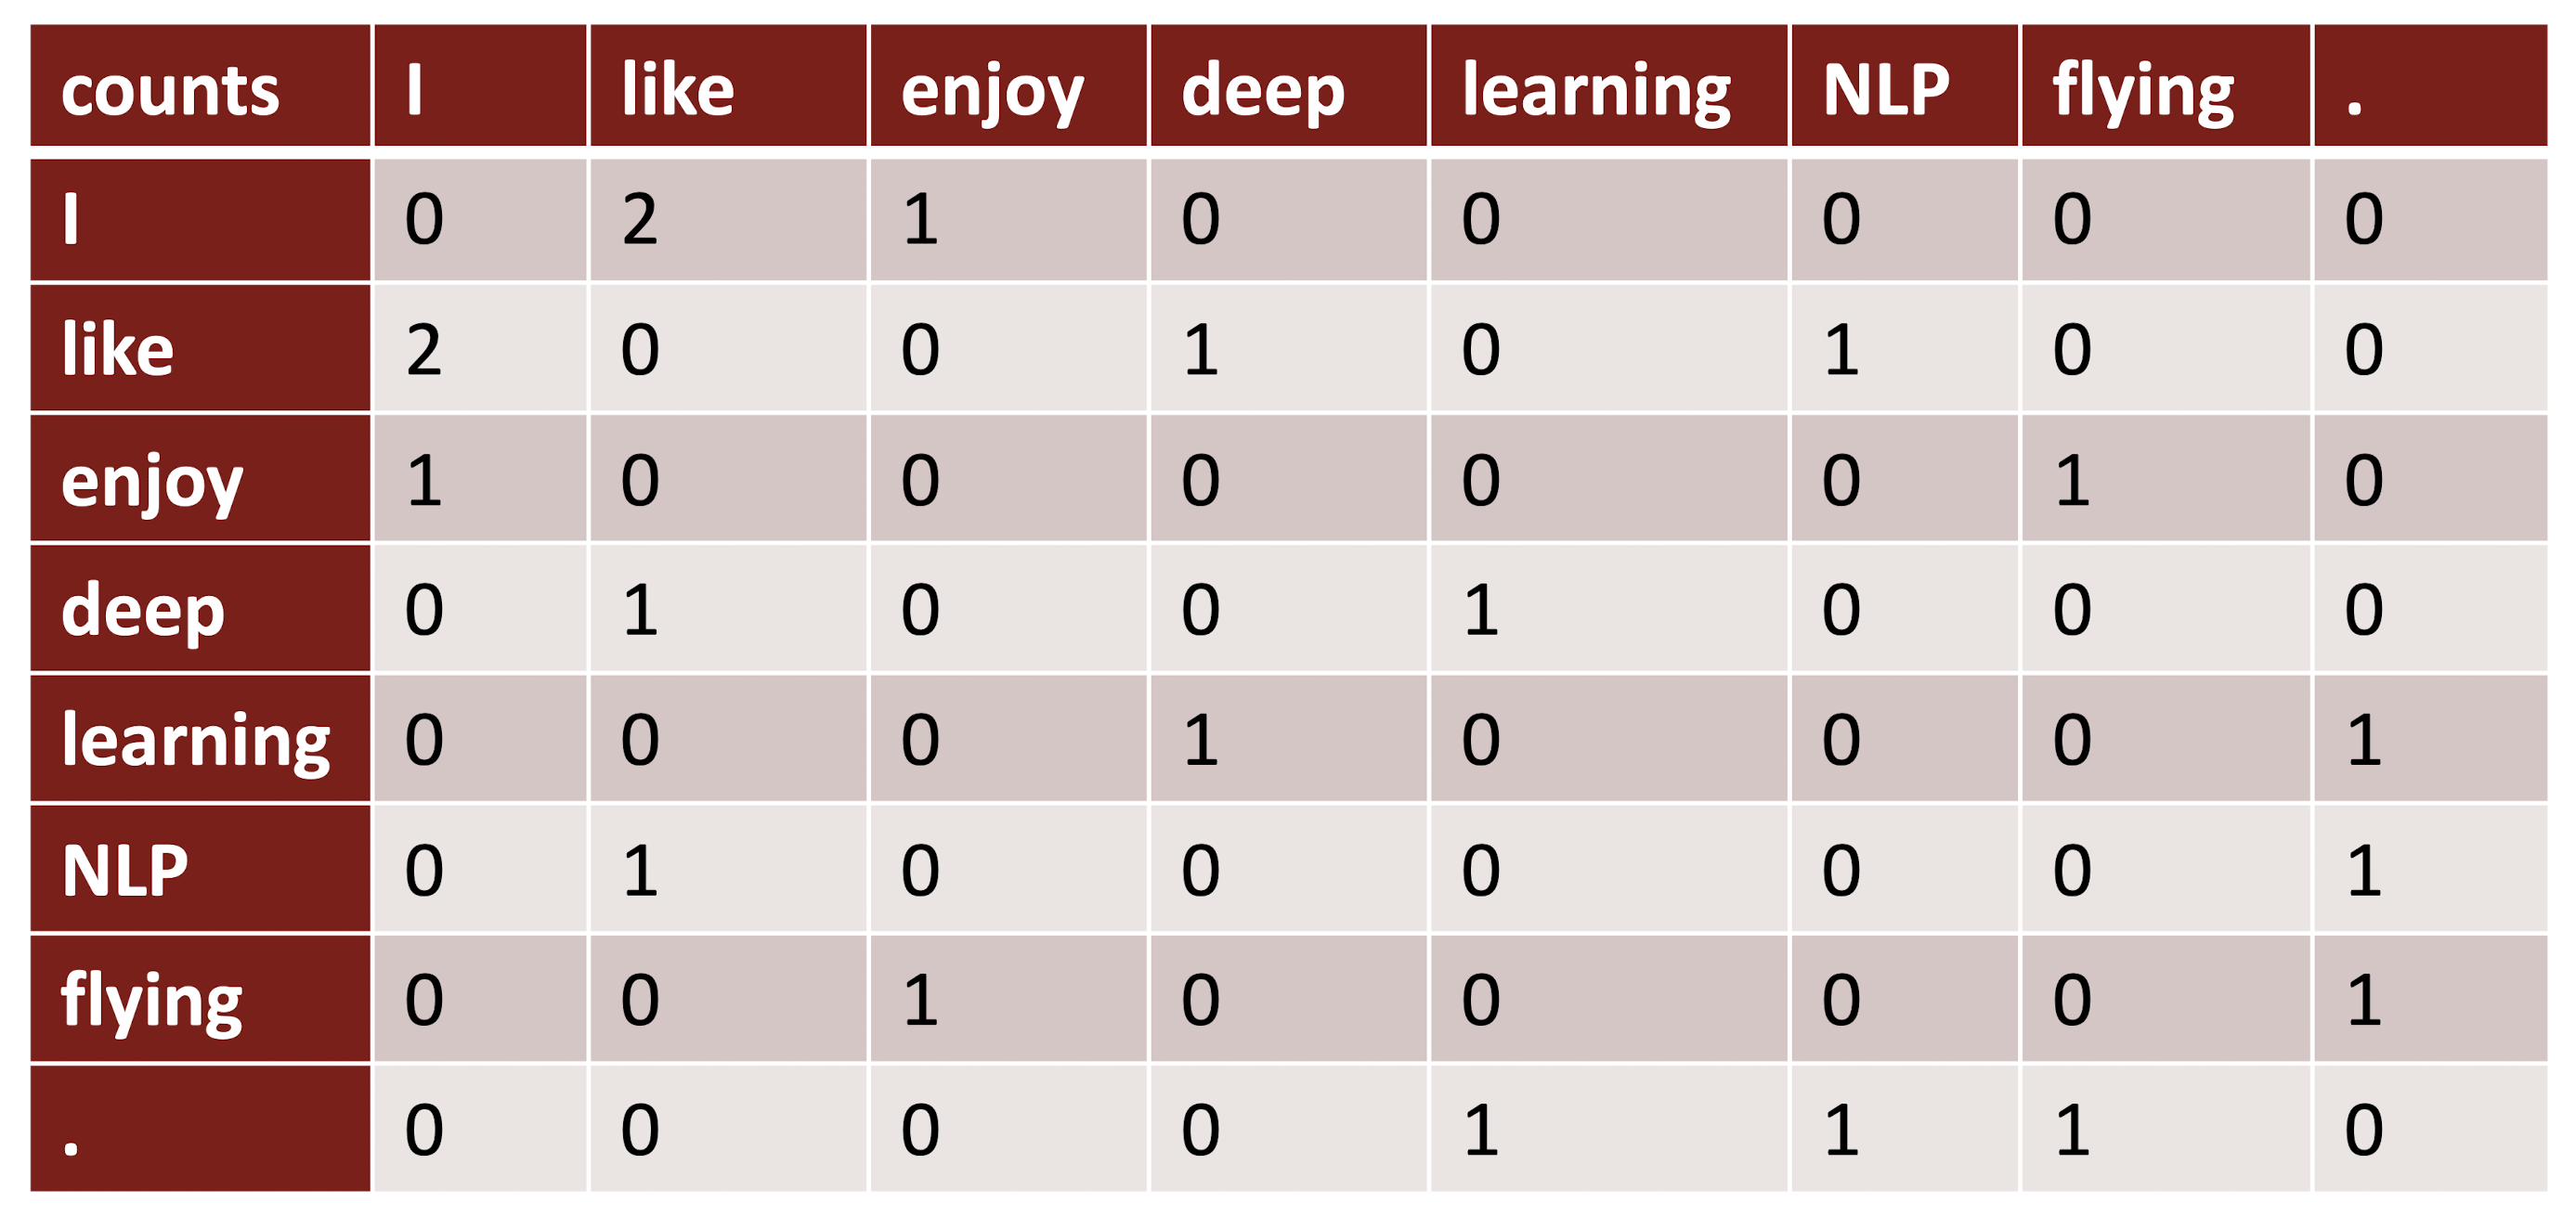 counts I like enjoy deep learning NLP flying .
I 0 2 1 0 0 0 0 0
like 2 0 0 1 0 1 0 0
enjoy 1 0 0 0 0 0 1 0
deep 0 1 0 0 1 0 0 0
learning 0 0 0 1 0 0 0 1
NLP 0 1 0 0 0 0 0 1
flying 0 0 1 0 0 0 0 1
. 0 0 0 0 1 1 1 0